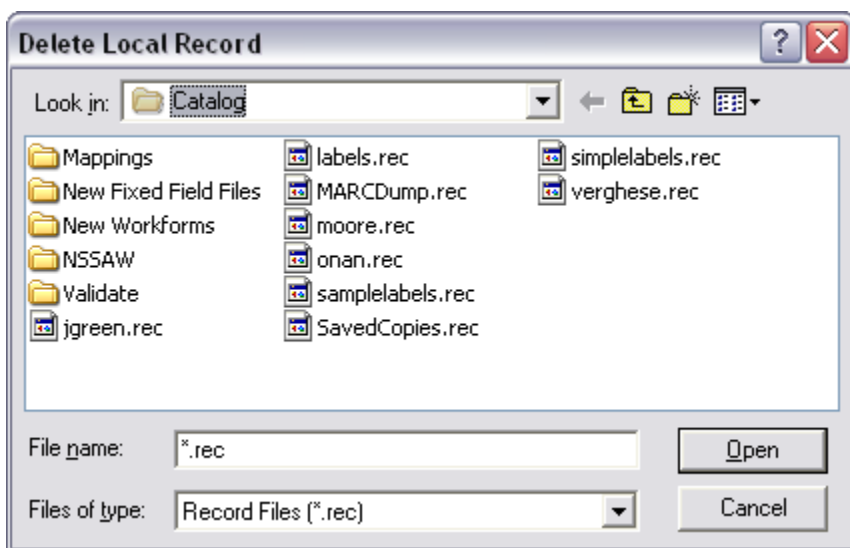 Delete Local Record
Look in: Catalog
Mappings
New Fixed Field Files
New Workforms
NSSAW
Validate
jgreen.rec
labels.rec
MARCDump.rec
moore.rec
onan.rec
samplelabels.rec
SavedCopies.rec
simplelabels.rec
verghese.rec
File name: *.rec
Open
Files of type: Record Files (*.rec)
Cancel